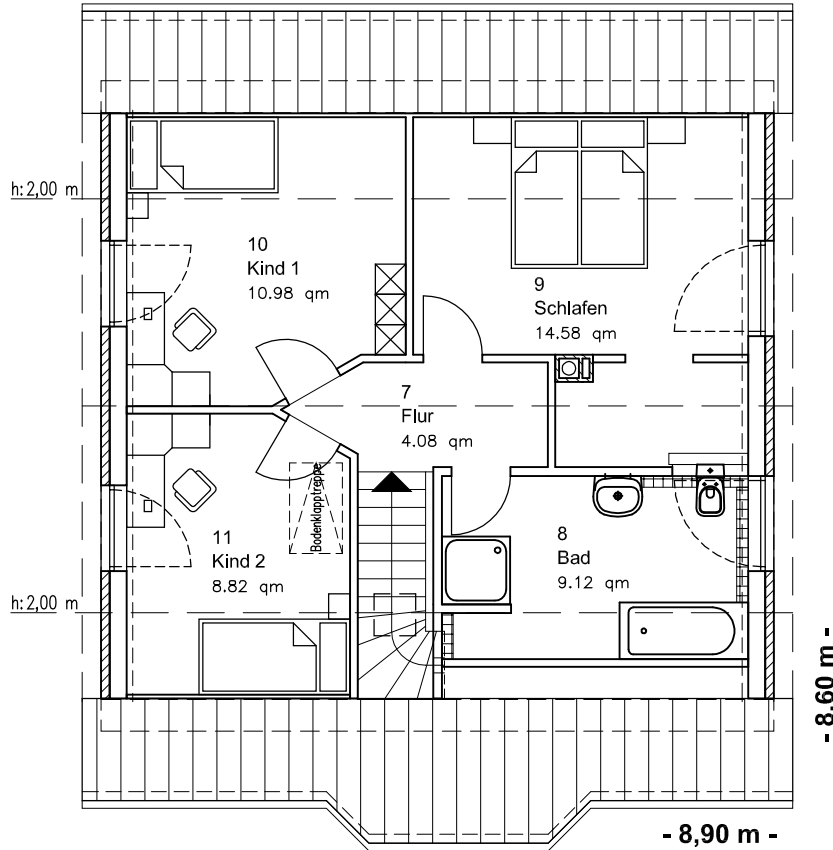 h:2,00 m
10
Kind 1
10.98 qm
9
Schlafen
14.58 qm
7
Flur
4.08 qm
Bodenklapptreppe
11
Kind 2
8.82 qm
8
Bad
9.12 qm
h:2,00 m
- 8,60 m -
- 8,90 m -